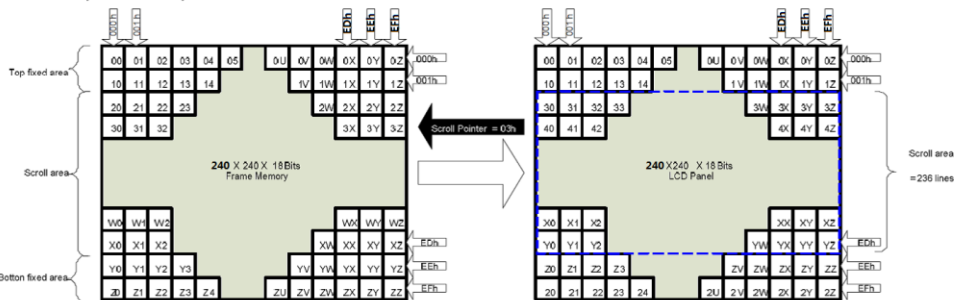 000h 001h EDh EEh EFh 000h 001h EDh EEh EFh
00 01 02 03 04 05 0U 0V 0W 0X 0Y 0Z 000h 00 01 02 03 04 05 0U 0V 0W 0X 0Y 0Z 000h
Top fixed area
10 11 12 13 14 1V 1W 1X 1Y 1Z 001h 10 11 12 13 14 1V 1W 1X 1Y 1Z 001h
20 21 22 23 2W 2X 2Y 2Z 30 31 32 33 3W 3X 3Y 3Z
30 31 32 3X 3Y 3Z Scroll Pointer = 03h 40 41 42 4X 4Y 4Z
Scroll area 240 X 240 X 18Bits 240 X240 X 18Bits Scroll area
Frame Memory LCD Panel =236 lines
W0 W1 W2 WX WY WZ X0 X1 X2 XX XY XZ
X0 X1 X2 XW XX XY XZ EDh Y0 Y1 Y2 YW YX YY YZ EDh
Y0 Y1 Y2 Y3 YV YW YX YY YZ EEh Z0 Z1 Z2 Z3 ZV ZW ZX ZY ZZ EEh
Botton fixed area
Z0 Z1 Z2 Z3 Z4 ZU ZV ZW ZX ZY ZZ EFh 20 21 22 23 24 2U 2V 2W 2X 2Y 2Z EFh